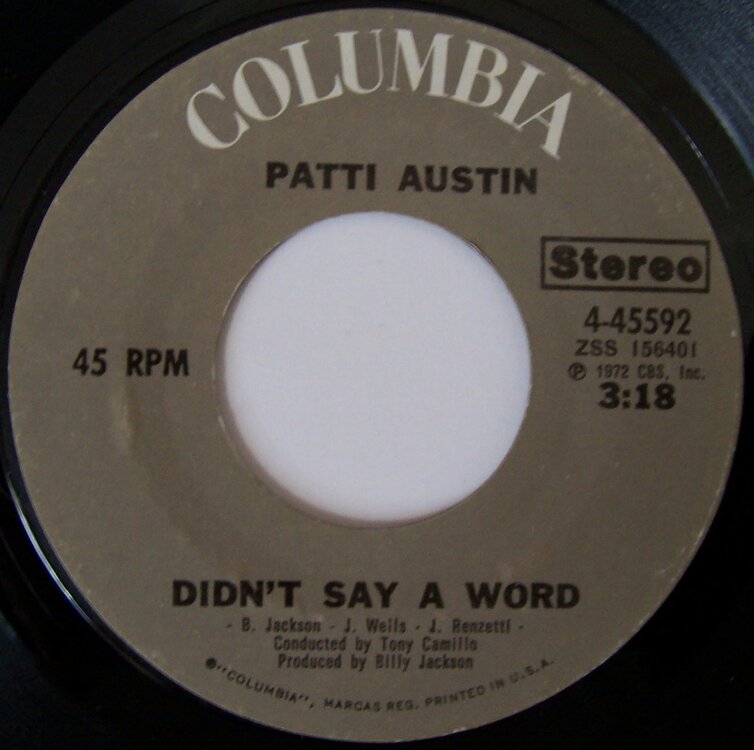 COLUMBIA
PATTI AUSTIN
Stereo
4-45592
ZSS 156401
℗ 1972 CBS, Inc.
3:18
45 RPM
DIDN'T SAY A WORD
- B. Jackson - J. Wells - J. Renzetti -
Conducted by Tony Camillo
Produced by Billy Jackson
®"COLUMBIA", MARCAS REG. PRINTED IN U.S.A.